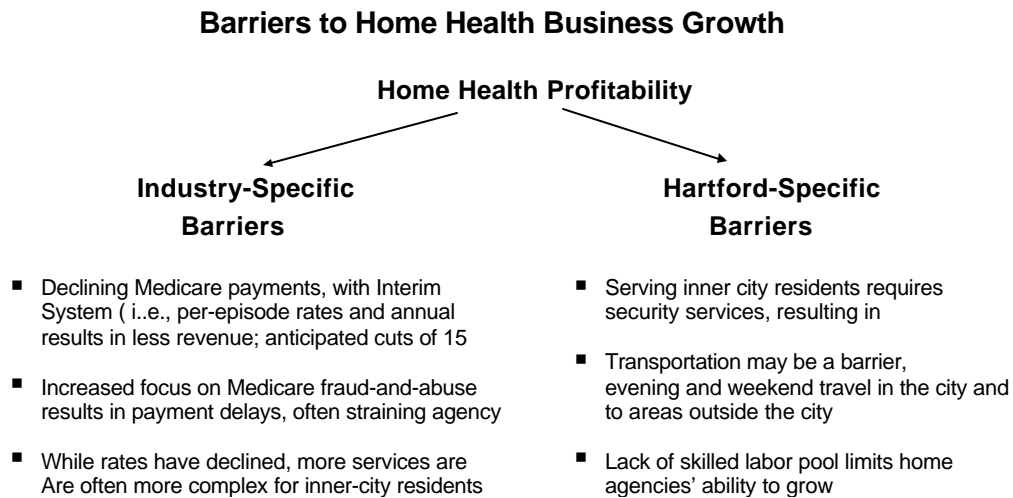 Barriers to Home Health Business Growth
Home Health Profitability
Industry-Specific
Barriers
■ Declining Medicare payments, with Interim
System ( i..e., per-episode rates and annual
results in less revenue; anticipated cuts of 15
■ Increased focus on Medicare fraud-and-abuse
results in payment delays, often straining agency
■ While rates have declined, more services are
Are often more complex for inner-city residents
Hartford-Specific
Barriers
■ Serving inner city residents requires
security services, resulting in
■ Transportation may be a barrier,
evening and weekend travel in the city and
to areas outside the city
■ Lack of skilled labor pool limits home
agencies’ ability to grow